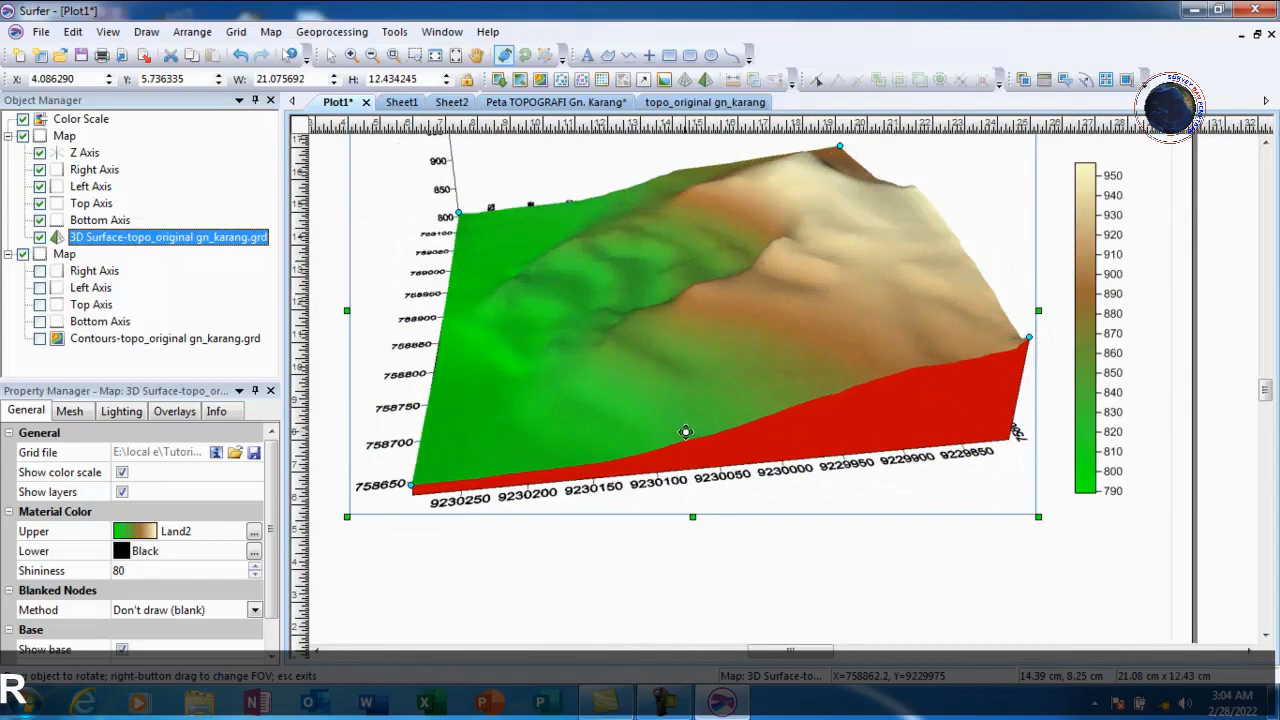 Surfer - [Plot1*]
File Edit View Draw Arrange Grid Map Geoprocessing Tools Window Help
X: 4.086290 Y: 5.736335 W: 21.075692 H: 12.434245
Object Manager
Plot1* Sheet1 Sheet2 Peta TOPOGRAFI Gn. Karang* topo_original gn_karang
Color Scale
Map
Z Axis
Right Axis
Left Axis
Top Axis
Bottom Axis
3D Surface-topo_original gn_karang.grd
Map
Right Axis
Left Axis
Top Axis
Bottom Axis
Contours-topo_original gn_karang.grd
Property Manager - Map: 3D Surface-topo_or...
General Mesh Lighting Overlays Info
General
Grid file E:\local e\Tutori...
Show color scale
Show layers
Material Color
Upper Land2
Lower Black
Shininess 80
Blanked Nodes
Method Don't draw (blank)
Base
Show base
900
850
800
759100
759050
759000
758950
758900
758850
758800
758750
758700
758650
9230250 9230200 9230150 9230100 9230050 9230000 9229950 9229900 9229850
950
940
930
920
910
900
890
880
870
860
850
840
830
820
810
800
790
R
object to rotate; right-button drag to change FOV; esc exits
Map: 3D Surface-to... X=758862.2, Y=9229975 14.39 cm, 8.25 cm 21.08 cm x 12.43 cm
3:04 AM
2/28/2022